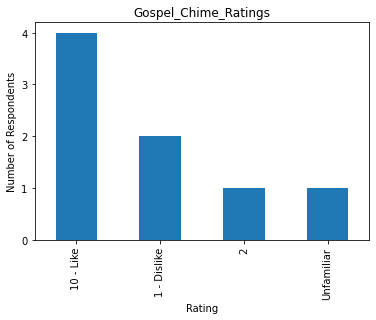 Gospel_Chime_Ratings
Number of Respondents
4
3
2
1
0
10 - Like
1 - Dislike
2
Unfamiliar
Rating